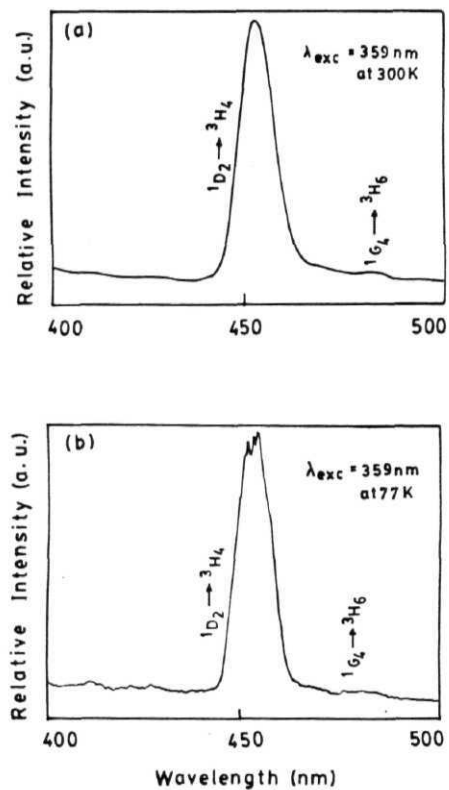 (a)
λexc = 359 nm
at 300K
Relative Intensity (a.u.)
¹D₂ → ³H₄
¹G₄ → ³H₆
400 450 500
(b)
λexc = 359nm
at 77K
Relative Intensity (a.u.)
¹D₂ → ³H₄
¹G₄ → ³H₆
400 450 500
Wavelength (nm)